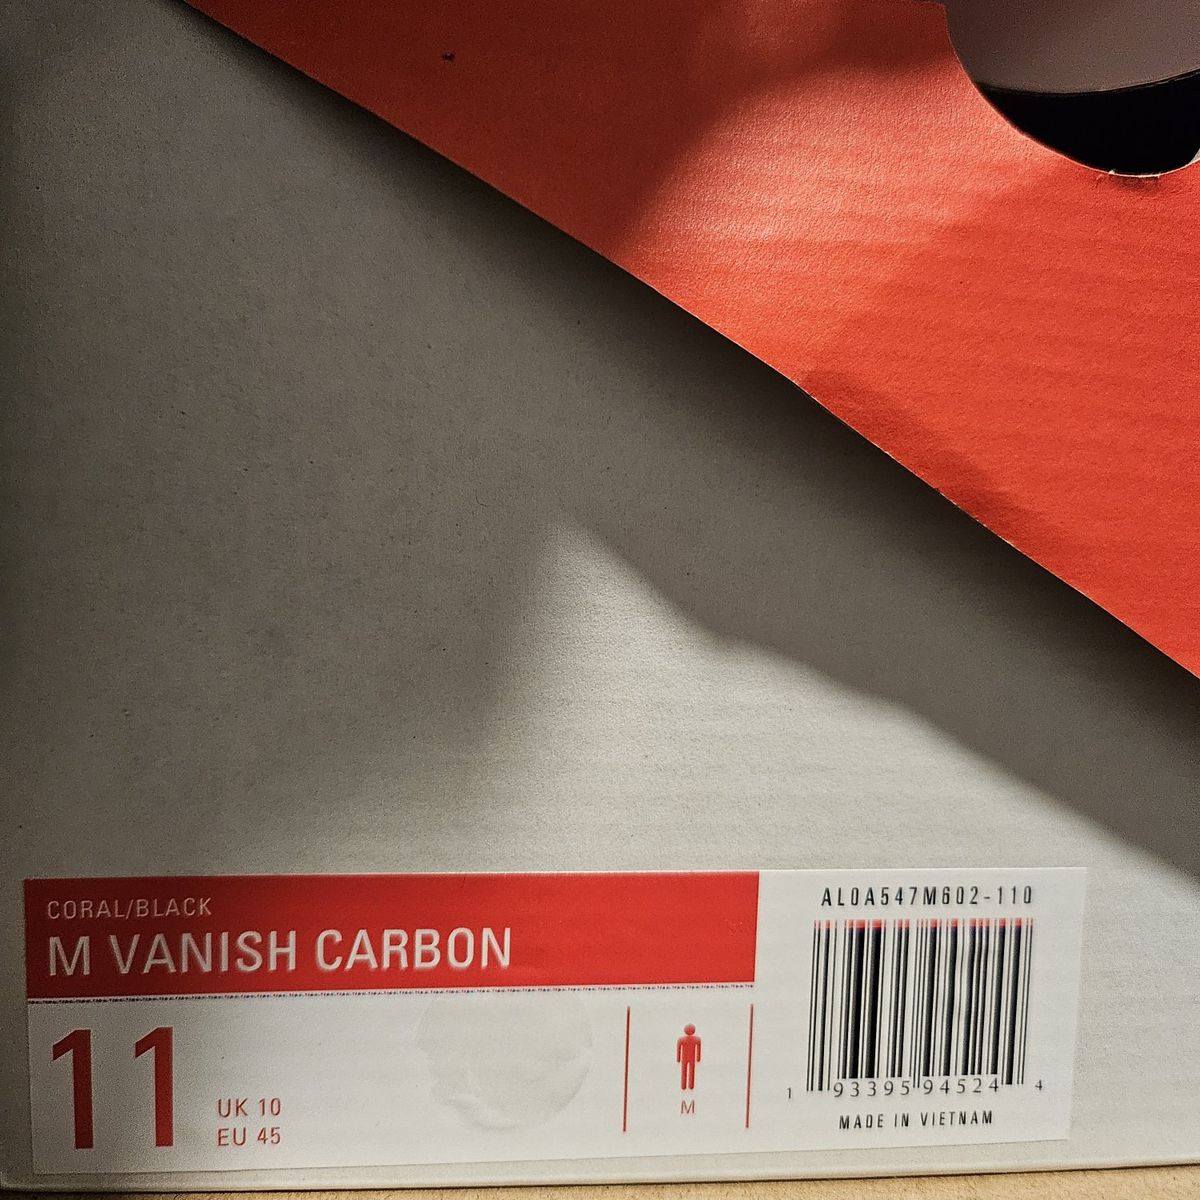 CORAL/BLACK
M VANISH CARBON
11
UK 10
EU 45
M
AL0A547M602-110
1 93395 94524 4
MADE IN VIETNAM